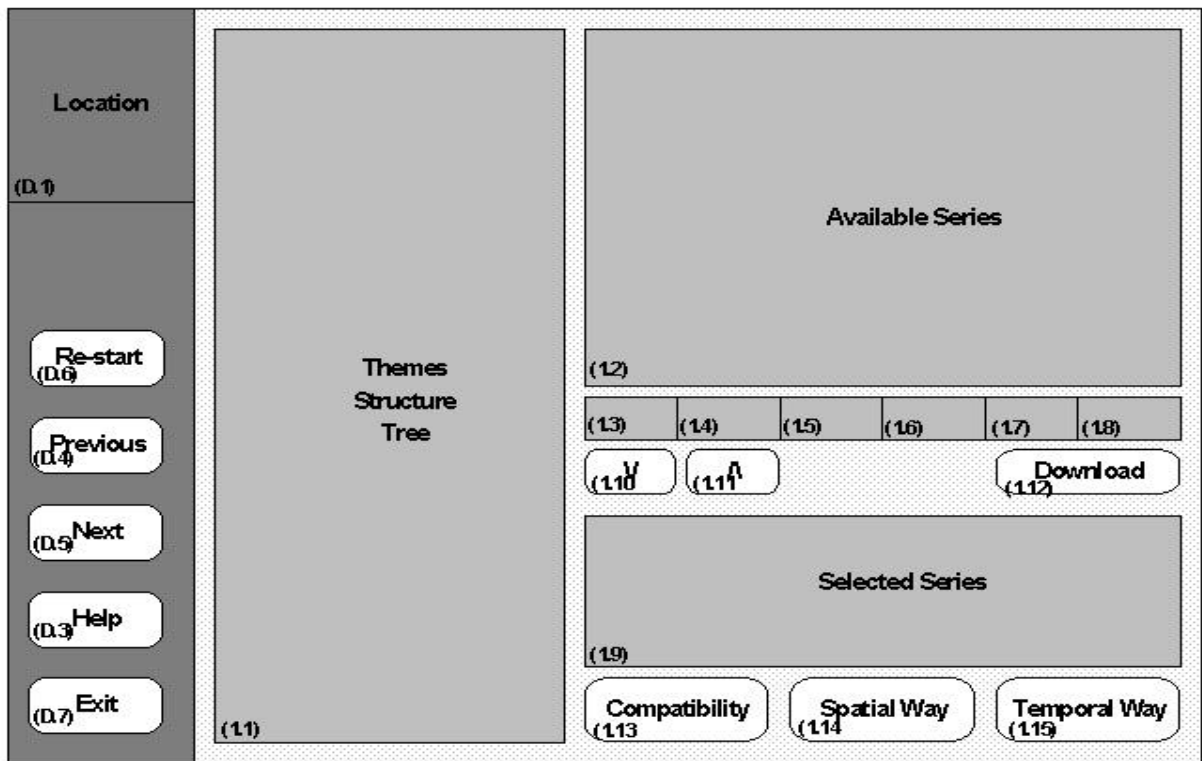 Location
(D.1)
Re-start
(D.6)
Previous
(D.4)
Next
(D.5)
Help
(D.3)
Exit
(D.7)
Themes
Structure
Tree
(1.1)
Available Series
(1.2)
(1.3) (1.4) (1.5) (1.6) (1.7) (1.8)
V
(1.10
Λ
(1.11
Download
(1.12)
Selected Series
(1.9)
Compatibility
(1.13
Spatial Way
(1.14
Temporal Way
(1.15)